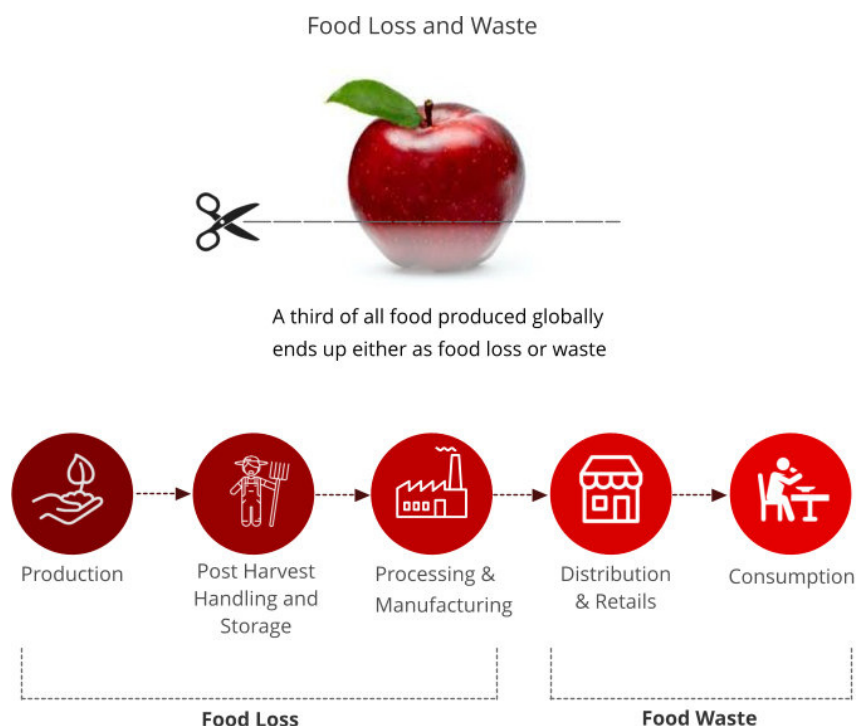 Food Loss and Waste
A third of all food produced globally
ends up either as food loss or waste
Production
Post Harvest
Handling and
Storage
Processing &
Manufacturing
Distribution
& Retails
Consumption
Food Loss
Food Waste